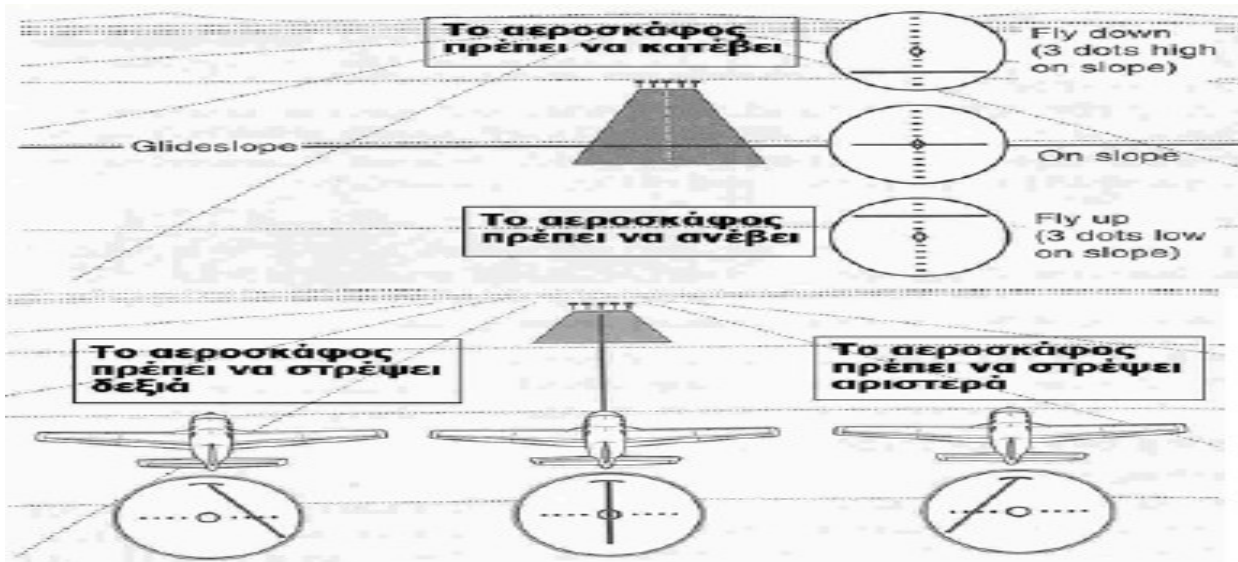 Το αεροσκάφος
πρέπει να κατέβει
Fly down
(3 dots high
on slope)
Glideslope
On slope
Το αεροσκάφος
πρέπει να ανέβει
Fly up
(3 dots low
on slope)
Το αεροσκάφος
πρέπει να στρέψει
δεξιά
Το αεροσκάφος
πρέπει να στρέψει
αριστερά